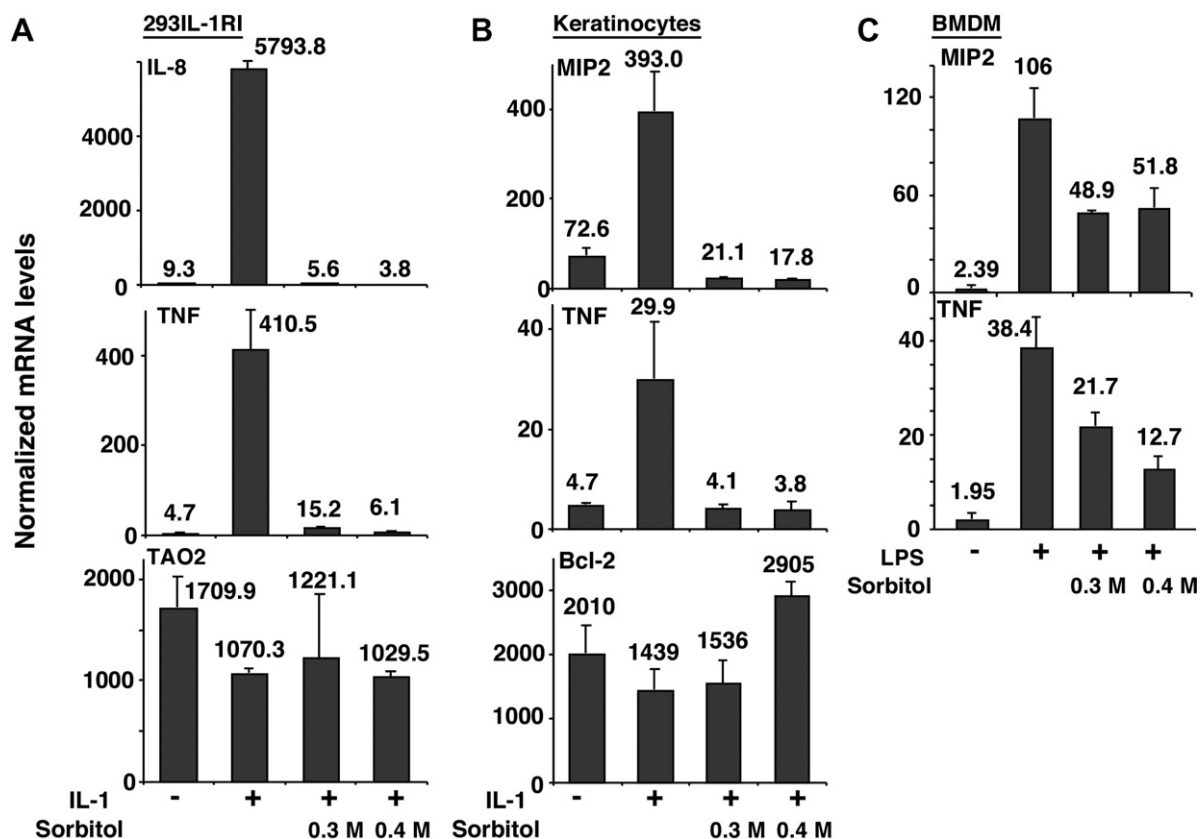 A
293IL-1RI
B
Keratinocytes
C
BMDM
Normalized mRNA levels
IL-8
5793.8
4000
2000
0
9.3
5.6
3.8
TNF
410.5
400
200
0
4.7
15.2
6.1
TAO2
2000
1000
0
1709.9
1070.3
1221.1
1029.5
IL-1 - + + +
Sorbitol 0.3 M 0.4 M
MIP2
393.0
400
200
0
72.6
21.1
17.8
TNF
29.9
40
20
0
4.7
4.1
3.8
Bcl-2
3000
2000
1000
0
2010
1439
1536
2905
IL-1 - + + +
Sorbitol 0.3 M 0.4 M
MIP2
106
120
60
0
2.39
48.9
51.8
TNF
38.4
40
20
0
1.95
21.7
12.7
LPS - + + +
Sorbitol 0.3 M 0.4 M